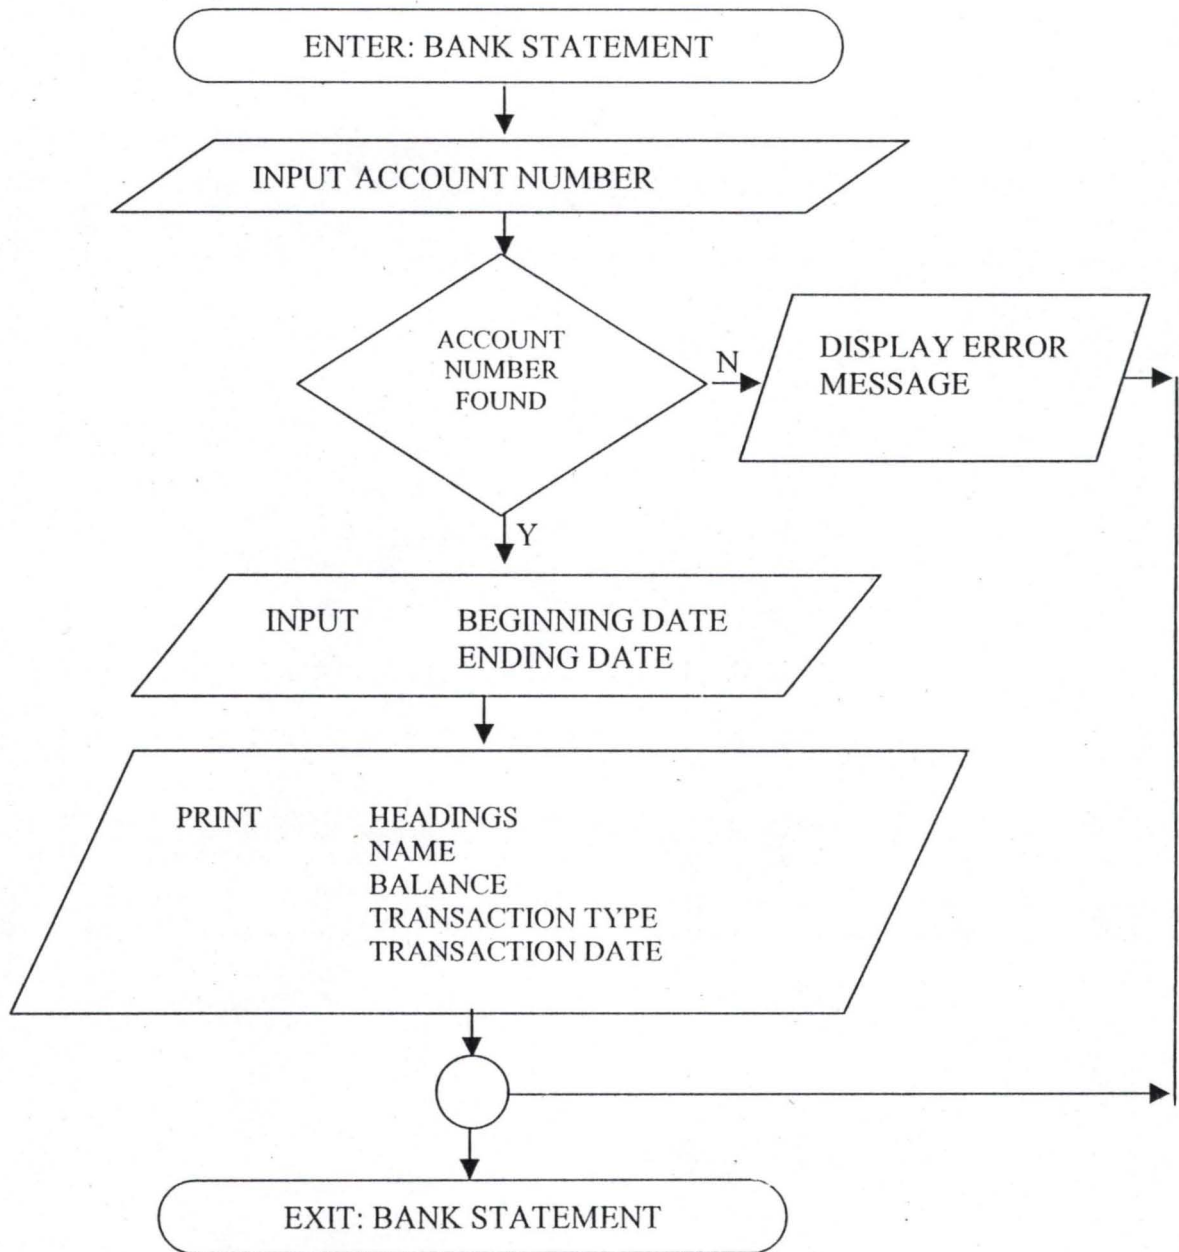 ENTER: BANK STATEMENT
INPUT ACCOUNT NUMBER
ACCOUNT
NUMBER
FOUND
N
DISPLAY ERROR
MESSAGE
Y
INPUT BEGINNING DATE
ENDING DATE
PRINT HEADINGS
NAME
BALANCE
TRANSACTION TYPE
TRANSACTION DATE
EXIT: BANK STATEMENT